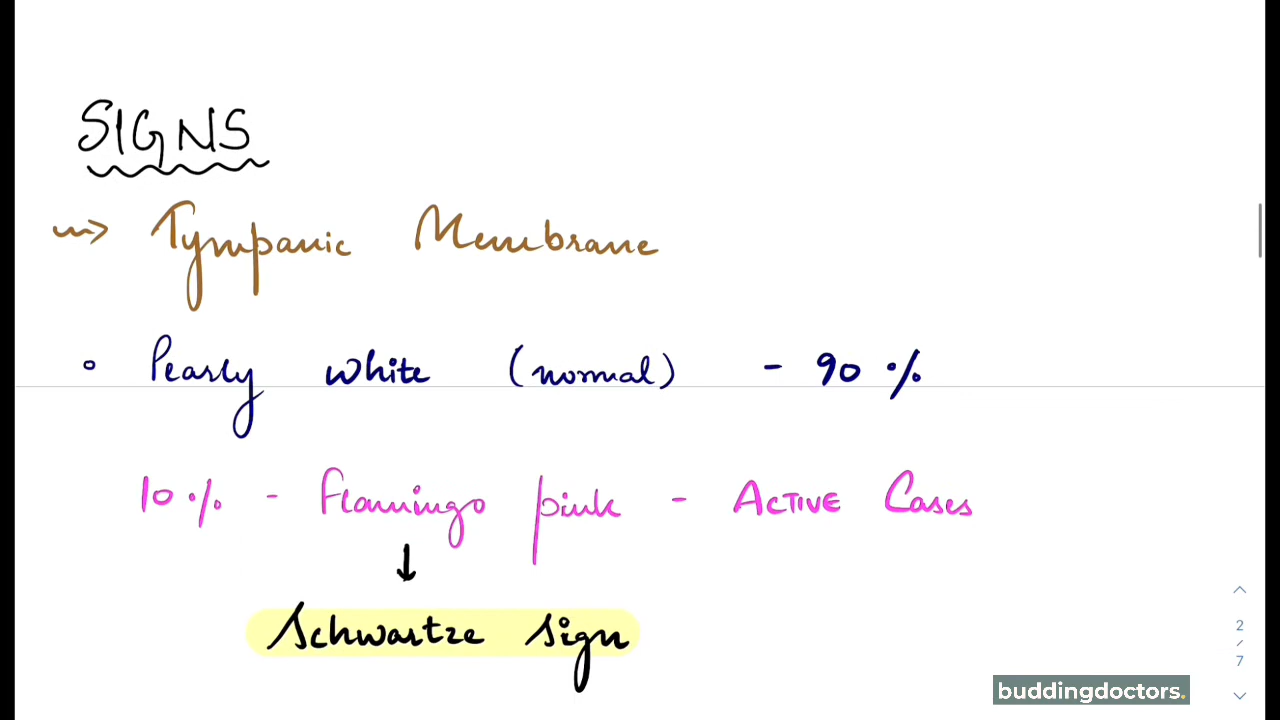 SIGNS
⇝ Tympanic Membrane
° Pearly white (normal) - 90 %
10 % - Flamingo pink - ACTIVE Cases
↓
Schwartze sign
2
/
7
buddingdoctors.